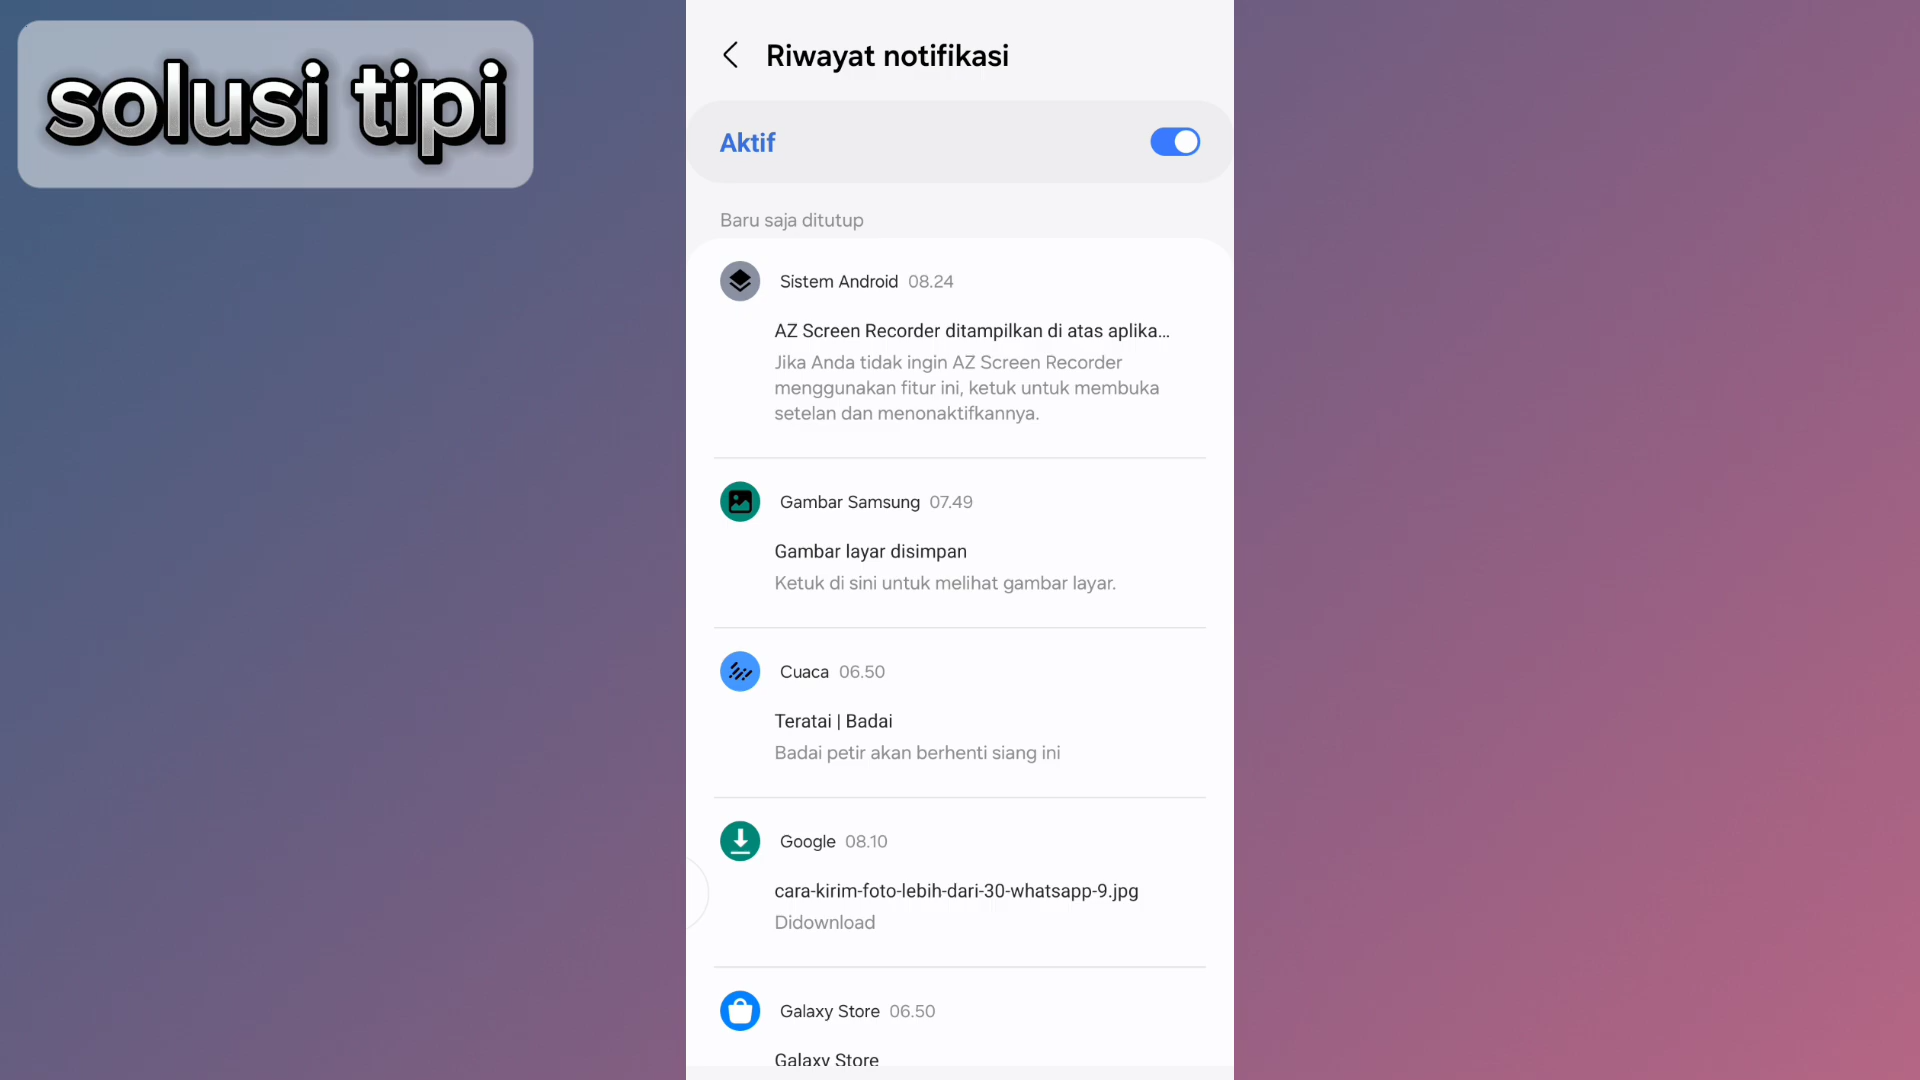 solusi tipi
Riwayat notifikasi
Aktif
Baru saja ditutup
Sistem Android 08.24
AZ Screen Recorder ditampilkan di atas aplika...
Jika Anda tidak ingin AZ Screen Recorder
menggunakan fitur ini, ketuk untuk membuka
setelan dan menonaktifkannya.
Gambar Samsung 07.49
Gambar layar disimpan
Ketuk di sini untuk melihat gambar layar.
Cuaca 06.50
Teratai | Badai
Badai petir akan berhenti siang ini
Google 08.10
cara-kirim-foto-lebih-dari-30-whatsapp-9.jpg
Didownload
Galaxy Store 06.50
Galaxy Store